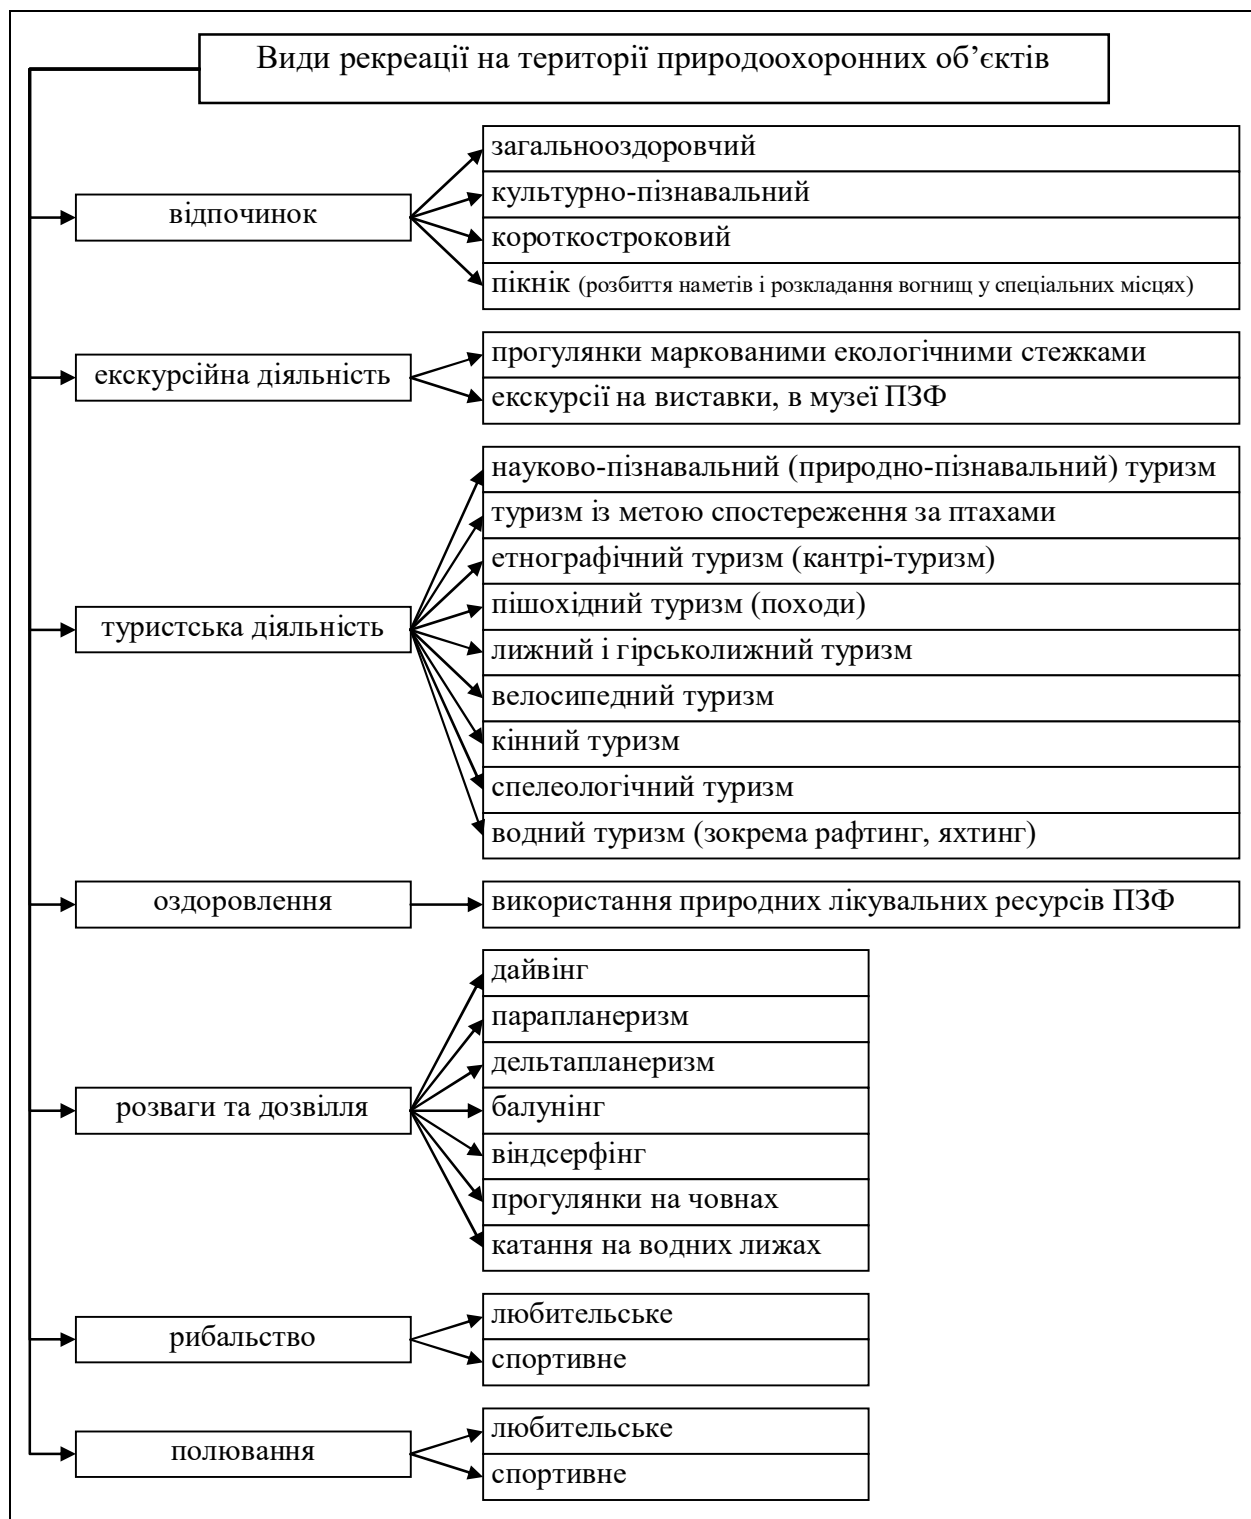 Види рекреації на території природоохоронних об’єктів
відпочинок
загальнооздоровчий
культурно-пізнавальний
короткостроковий
пікнік (розбиття наметів і розкладання вогнищ у спеціальних місцях)
екскурсійна діяльність
прогулянки маркованими екологічними стежками
екскурсії на виставки, в музеї ПЗФ
туристська діяльність
науково-пізнавальний (природно-пізнавальний) туризм
туризм із метою спостереження за птахами
етнографічний туризм (кантрі-туризм)
пішохідний туризм (походи)
лижний і гірськолижний туризм
велосипедний туризм
кінний туризм
спелеологічний туризм
водний туризм (зокрема рафтинг, яхтинг)
оздоровлення
використання природних лікувальних ресурсів ПЗФ
розваги та дозвілля
дайвінг
парапланеризм
дельтапланеризм
балунінг
віндсерфінг
прогулянки на човнах
катання на водних лижах
рибальство
любительське
спортивне
полювання
любительське
спортивне